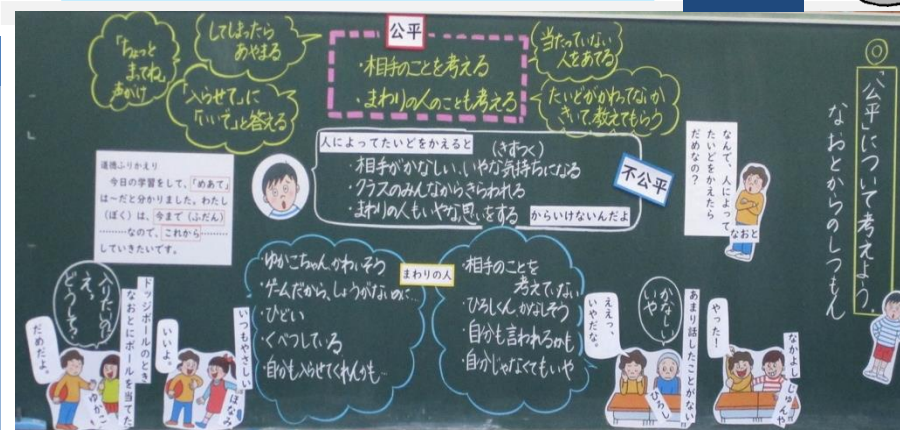 ◎
「公平」について考えよう。
なおとからのしつもん
なんで、人によって
たいどをかえたら
だめなの？
なおと
公平
・相手のことを考える
・まわりの人のことも考える
当たっていない
人をあてる
たいどがかわってないか
きいて、教えてもらう
してしまったら
あやまる
「ちょっと
まってね」
声かけ
「入らせて」に
「いいで」と答える
不公平
人によってたいどをかえると
(きずつく)
・相手がかなしい、いやな気持ちになる
・クラスのみんなからきらわれる
・まわりの人もいやな思いをする
からいけないんだよ
道徳ふりかえり
今日の学習をして、「めあて」
は～だと分かりました。わたし
（ぼく）は、今まで（ふだん）
………なので、これから……
していきたいです。
まわりの人
・相手のことを
考えていない
・ひろしくんがかなしそう
・自分も言われるかも
・自分じゃなくてもいや
・ゆかこちゃん、かわいそう
・ゲームだから、しょうがないのに…
・ひどい
・くべつしている
・自分も入らせてくれんかも…
なかよし
じゅんや
やった！
あまり話したことがない
ひろし
かなしい
いや
ええっ、
いやだな。
いつもやさしい
ほなみ
いいよ。
ドッジボールのとき
なおとにボールを当てた
ゆかこ
入りたいのに
え、
どうして？
だめだよ。